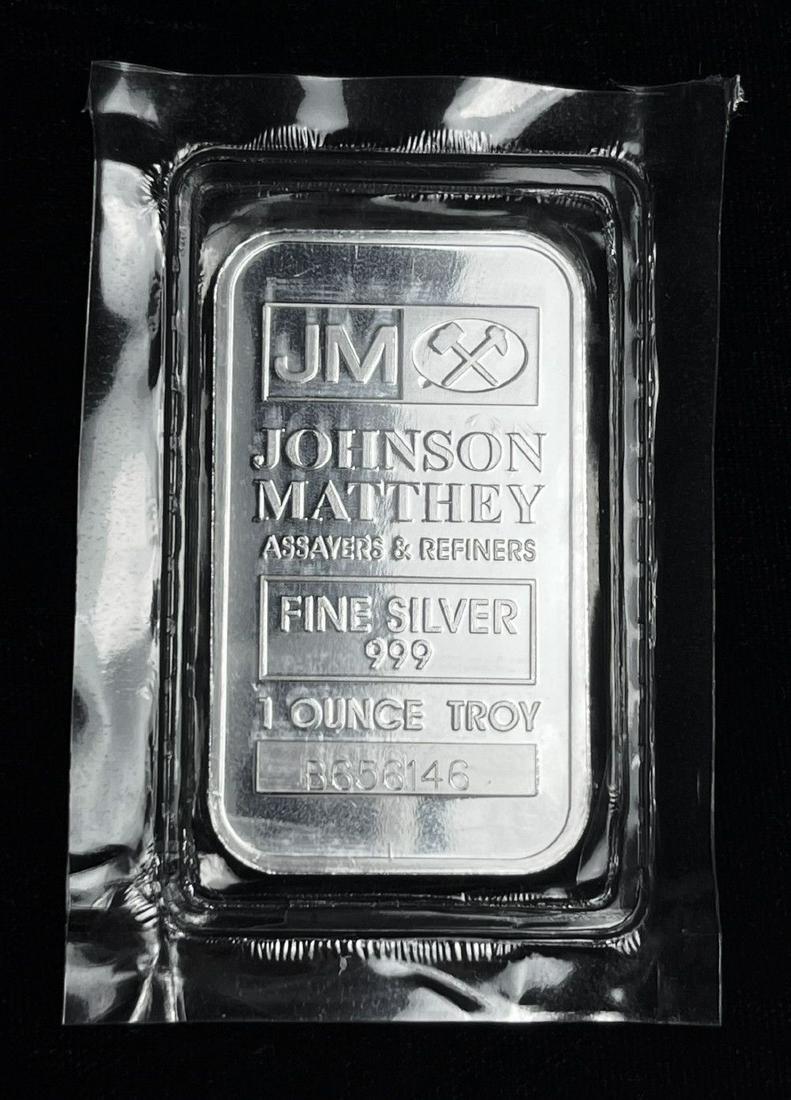 JM
JOHNSON
MATTHEY
ASSAYERS & REFINERS
FINE SILVER
999
1 OUNCE TROY
B656146